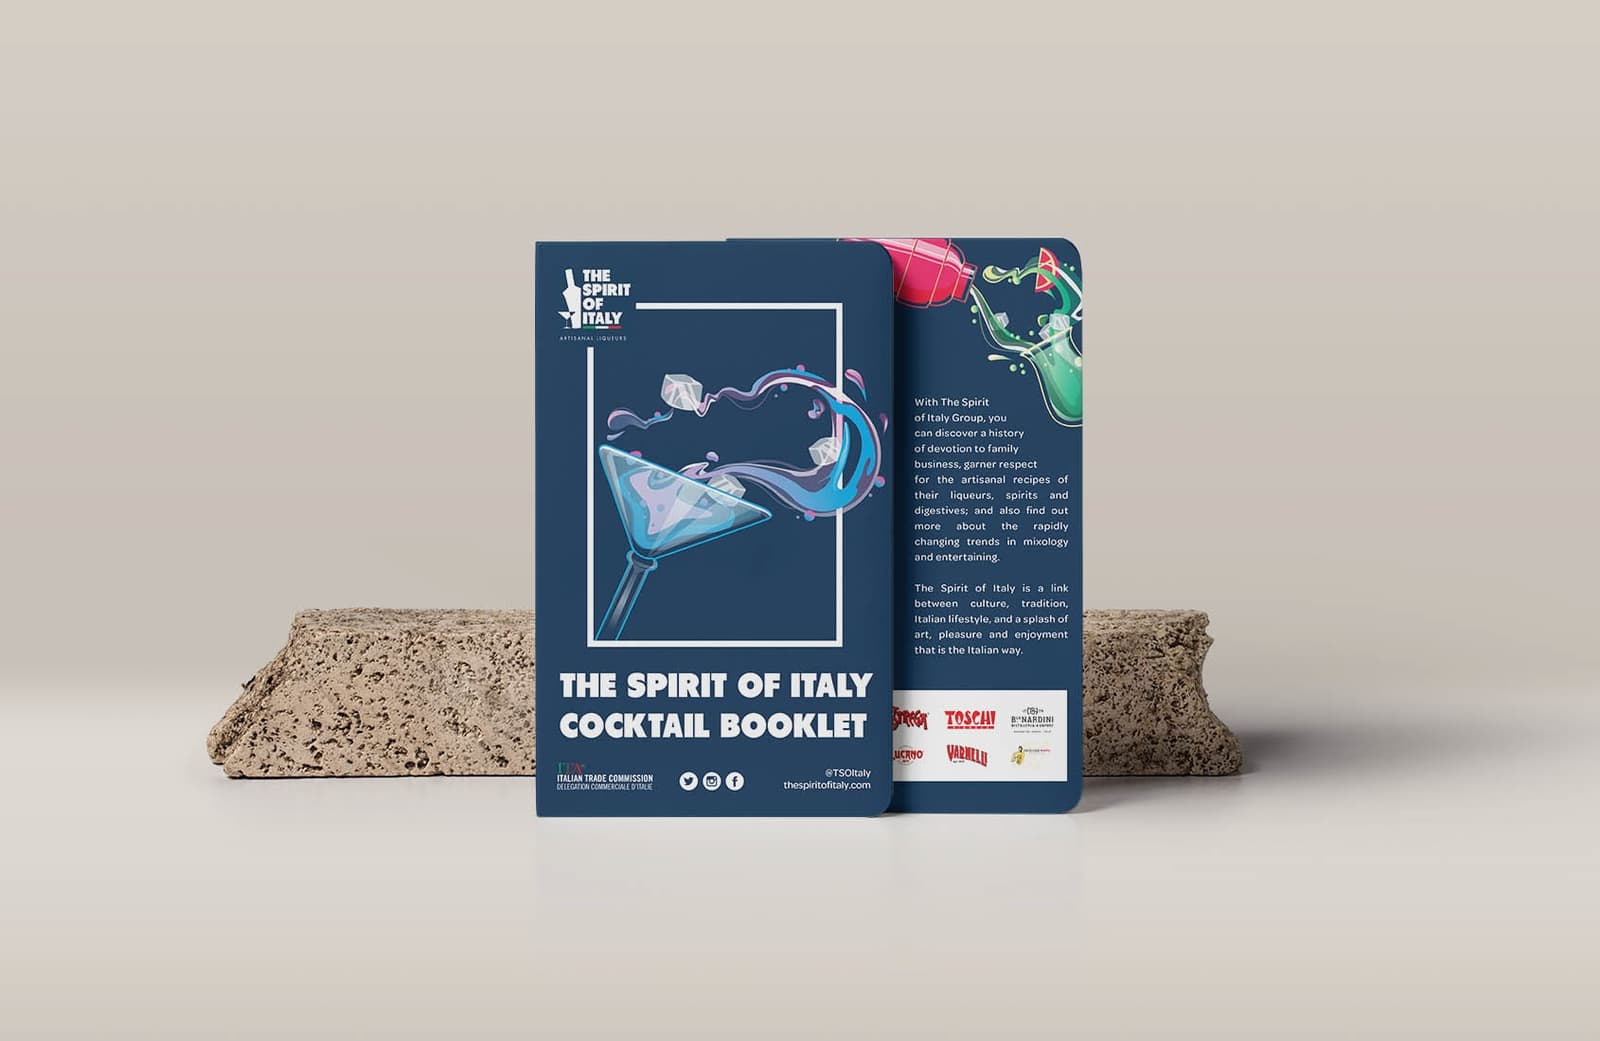 THE
SPIRIT
OF
ITALY
ARTISANAL LIQUEURS
THE SPIRIT OF ITALY
COCKTAIL BOOKLET
ITA
ITALIAN TRADE COMMISSION
DÉLÉGATION COMMERCIALE D'ITALIE
@TSOItaly
thespiritofitaly.com
With The Spirit
of Italy Group, you
can discover a history
of devotion to family
business, garner respect
for the artisanal recipes of
their liqueurs, spirits and
digestives; and also find out
more about the rapidly
changing trends in mixology
and entertaining.
The Spirit of Italy is a link
between culture, tradition,
Italian lifestyle, and a splash of
art, pleasure and enjoyment
that is the Italian way.
TOSCHI
NARDINI
VARNELLI